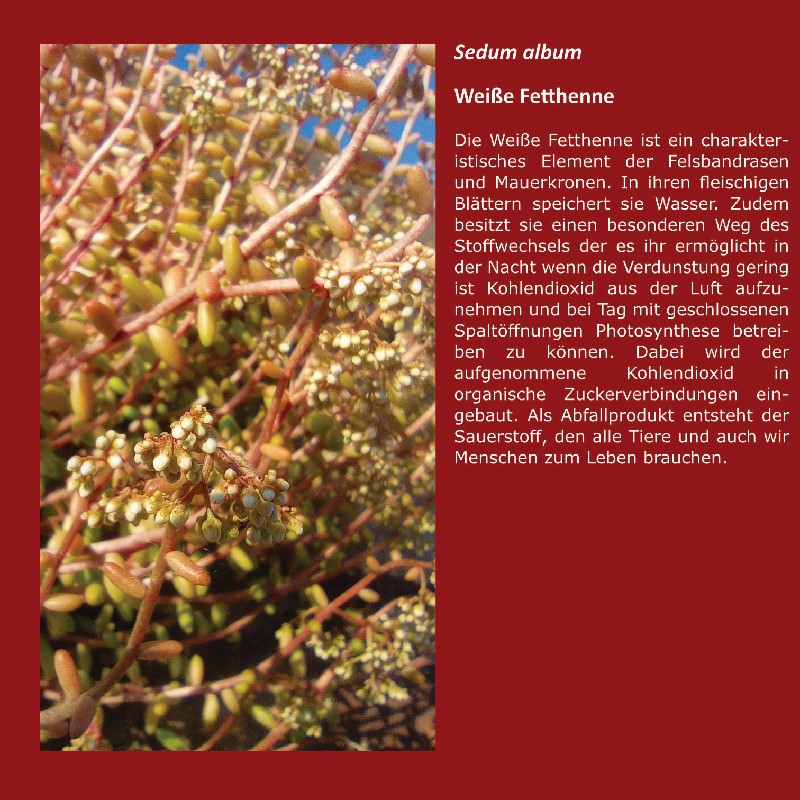 Sedum album
Weiße Fetthenne
Die Weiße Fetthenne ist ein charakter-
istisches Element der Felsbandrasen
und Mauerkronen. In ihren fleischigen
Blättern speichert sie Wasser. Zudem
besitzt sie einen besonderen Weg des
Stoffwechsels der es ihr ermöglicht in
der Nacht wenn die Verdunstung gering
ist Kohlendioxid aus der Luft aufzu-
nehmen und bei Tag mit geschlossenen
Spaltöffnungen Photosynthese betrei-
ben zu können. Dabei wird der
aufgenommene Kohlendioxid in
organische Zuckerverbindungen ein-
gebaut. Als Abfallprodukt entsteht der
Sauerstoff, den alle Tiere und auch wir
Menschen zum Leben brauchen.